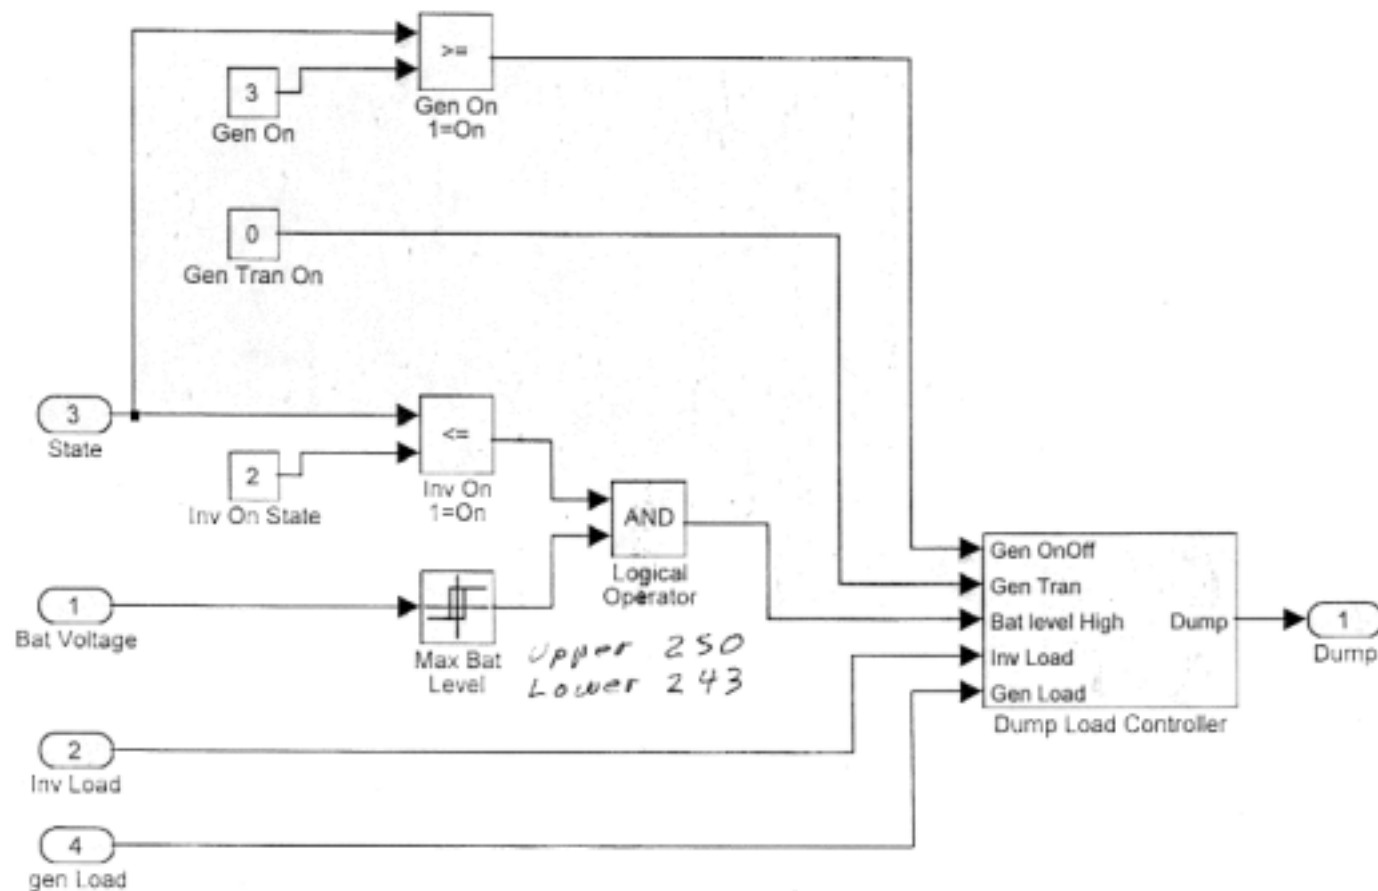 >=
3
Gen On
Gen On
1=On
0
Gen Tran On
3
State
<=
2
Inv On State
Inv On
1=On
AND
Logical
Operator
1
Bat Voltage
Max Bat
Level
Upper 250
Lower 243
2
Inv Load
4
gen Load
Gen OnOff
Gen Tran
Bat level High
Dump
Inv Load
Gen Load
Dump Load Controller
1
Dump